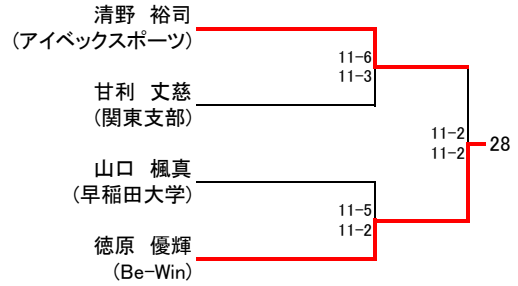 清野 裕司
(アイベックスポーツ)
11-6
11-3
甘利 丈慈
(関東支部)
11-2
11-2
28
山口 楓真
(早稲田大学)
11-5
11-2
徳原 優輝
(Be-Win)